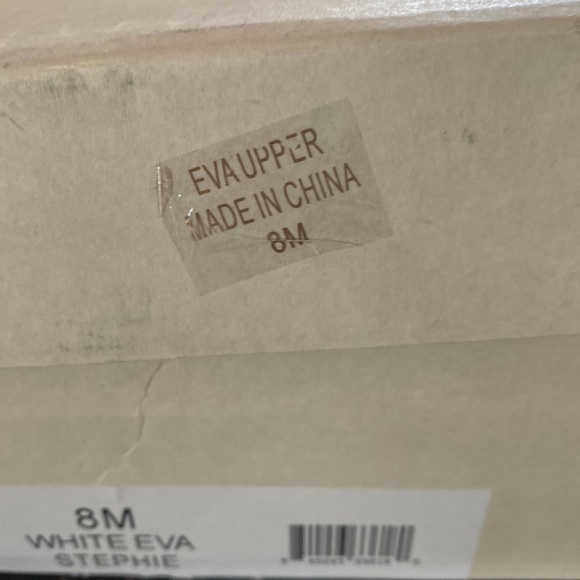 EVA UPPER
MADE IN CHINA
8M
8M
WHITE EVA
STEPHIE